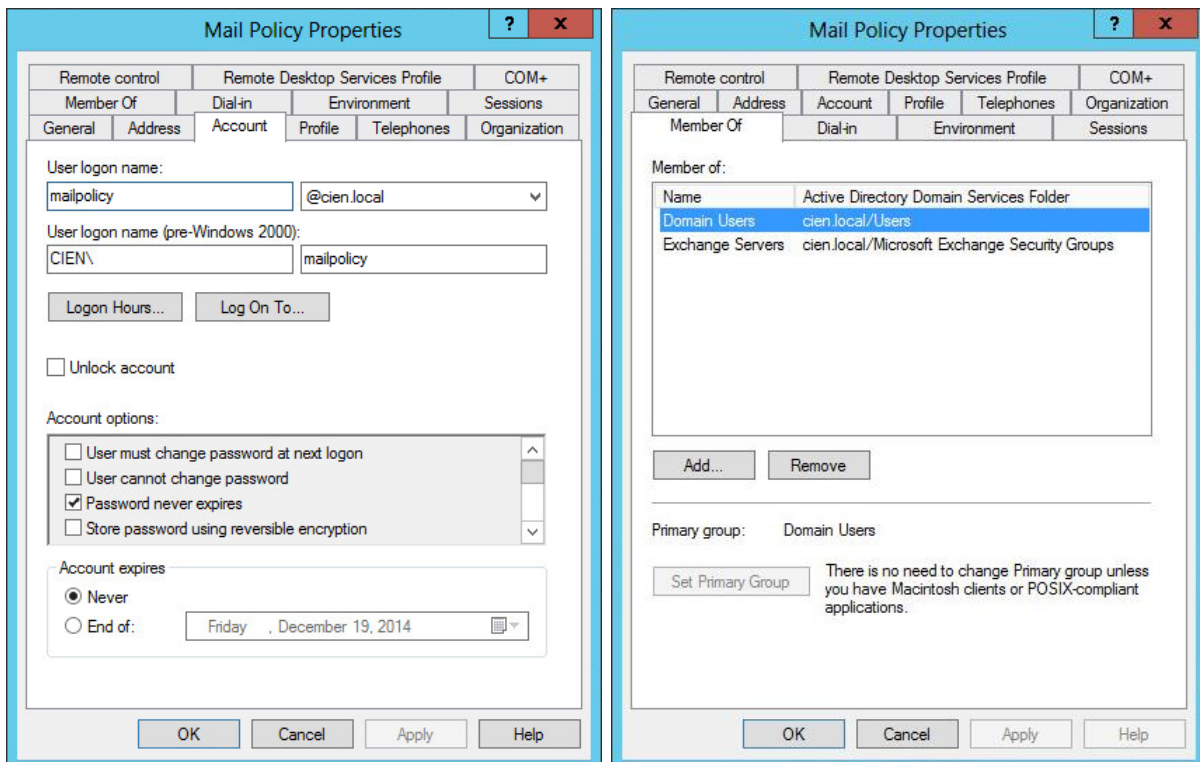 Mail Policy Properties
?
x
Remote control
Remote Desktop Services Profile
COM+
Member Of
Dial-in
Environment
Sessions
General
Address
Account
Profile
Telephones
Organization
User logon name:
mailpolicy
@cien.local
User logon name (pre-Windows 2000):
CIEN\
mailpolicy
Logon Hours...
Log On To...
Unlock account
Account options:
User must change password at next logon
User cannot change password
Password never expires
Store password using reversible encryption
Account expires
Never
End of:
Friday , December 19, 2014
OK
Cancel
Apply
Help
Mail Policy Properties
?
x
Remote control
Remote Desktop Services Profile
COM+
General
Address
Account
Profile
Telephones
Organization
Member Of
Dial-in
Environment
Sessions
Member of:
Name
Active Directory Domain Services Folder
Domain Users
cien.local/Users
Exchange Servers
cien.local/Microsoft Exchange Security Groups
Add...
Remove
Primary group:
Domain Users
Set Primary Group
There is no need to change Primary group unless
you have Macintosh clients or POSIX-compliant
applications.
OK
Cancel
Apply
Help